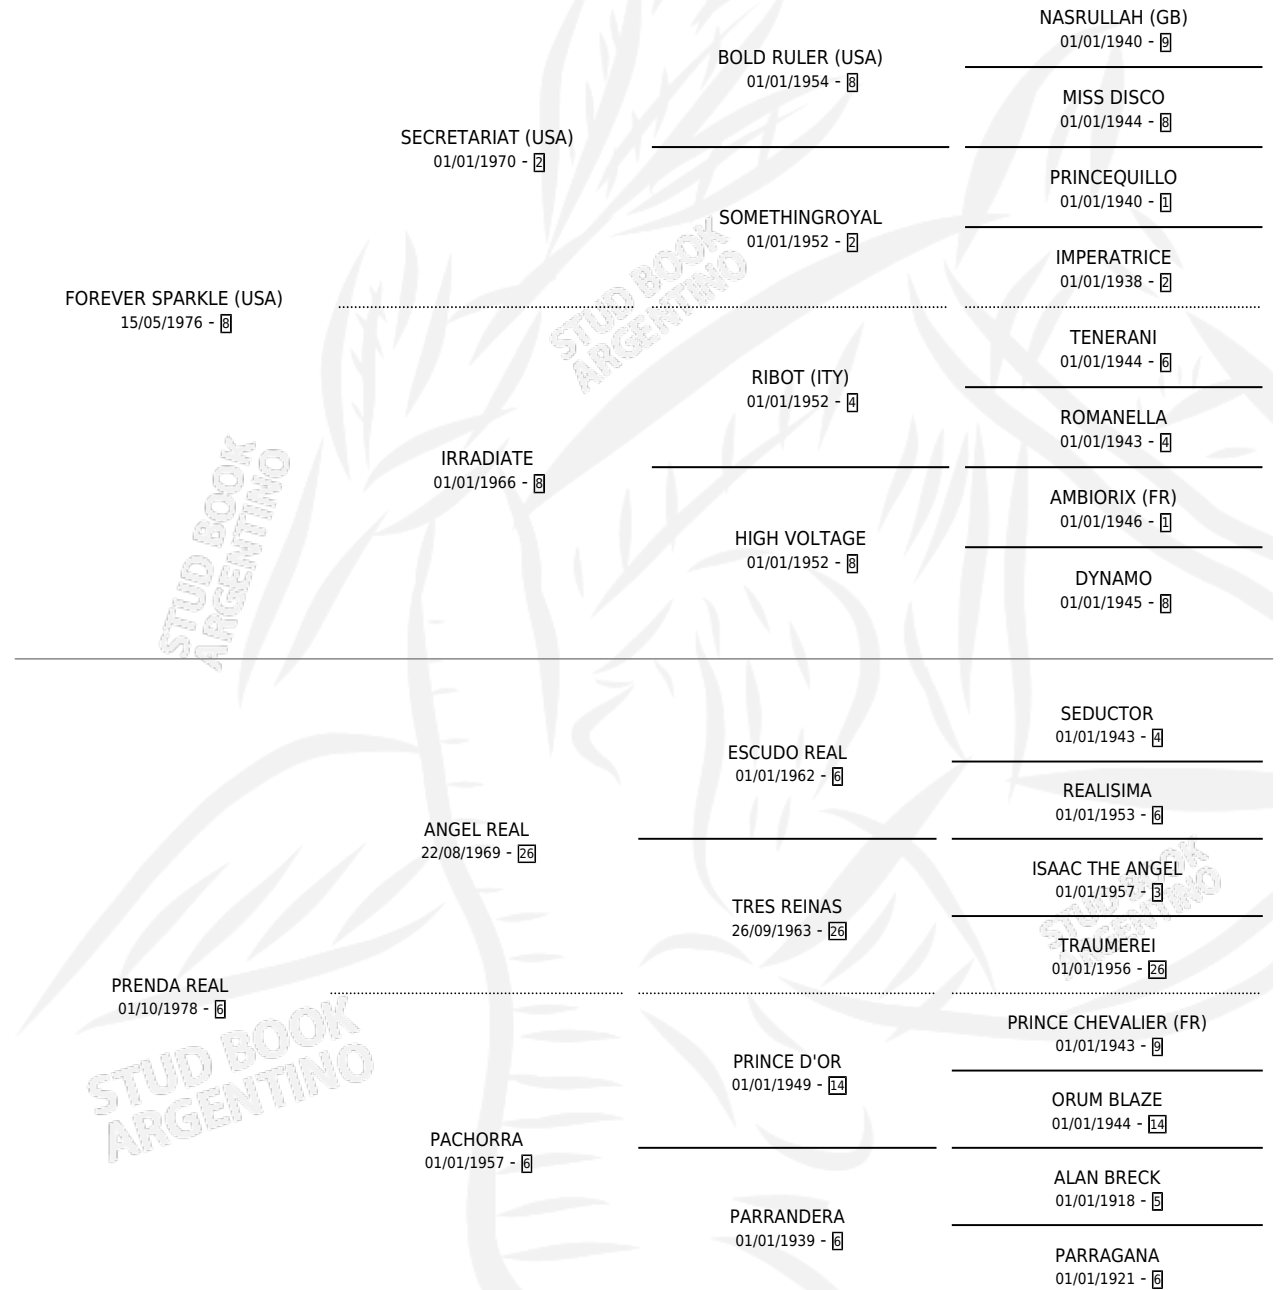 NASRULLAH (GB)
01/01/1940 - 9
BOLD RULER (USA)
01/01/1954 - 8
MISS DISCO
01/01/1944 - 8
SECRETARIAT (USA)
01/01/1970 - 2
PRINCEQUILLO
01/01/1940 - 1
SOMETHINGROYAL
01/01/1952 - 2
IMPERATRICE
01/01/1938 - 2
FOREVER SPARKLE (USA)
15/05/1976 - 8
TENERANI
01/01/1944 - 6
RIBOT (ITY)
01/01/1952 - 4
ROMANELLA
01/01/1943 - 4
IRRADIATE
01/01/1966 - 8
AMBIORIX (FR)
01/01/1946 - 1
HIGH VOLTAGE
01/01/1952 - 8
DYNAMO
01/01/1945 - 8
SEDUCTOR
01/01/1943 - 4
ESCUDO REAL
01/01/1962 - 6
REALISIMA
01/01/1953 - 6
ANGEL REAL
22/08/1969 - 26
ISAAC THE ANGEL
01/01/1957 - 3
TRES REINAS
26/09/1963 - 26
TRAUMEREI
01/01/1956 - 26
PRENDA REAL
01/10/1978 - 6
PRINCE CHEVALIER (FR)
01/01/1943 - 9
PRINCE D'OR
01/01/1949 - 14
ORUM BLAZE
01/01/1944 - 14
PACHORRA
01/01/1957 - 6
ALAN BRECK
01/01/1918 - 5
PARRANDERA
01/01/1939 - 6
PARRAGANA
01/01/1921 - 6
STUD BOOK
ARGENTINO
STUD BOOK
ARGENTINO
STUD BOOK
ARGENTINO
STUD BOOK
ARGENTINO